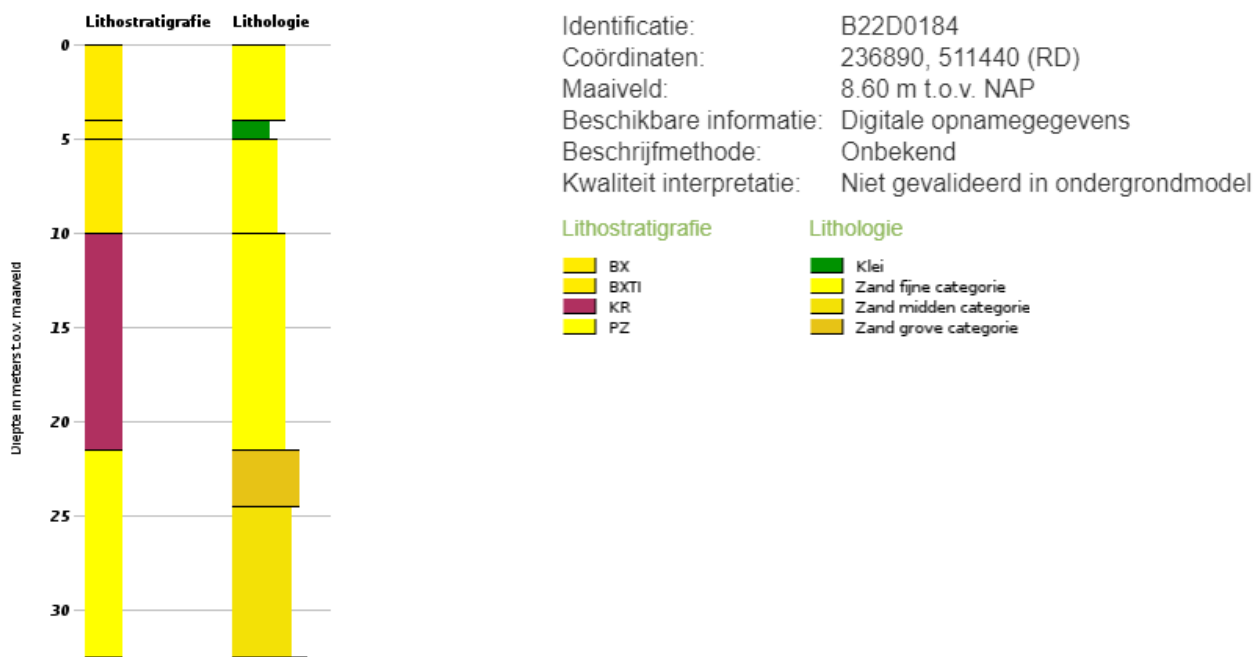 Lithostratigrafie Lithologie
0
5
10
15
20
25
30
Diepte in meters t.o.v. maaiveld
Identificatie: B22D0184
Coördinaten: 236890, 511440 (RD)
Maaiveld: 8.60 m t.o.v. NAP
Beschikbare informatie: Digitale opnamegegevens
Beschrijfmethode: Onbekend
Kwaliteit interpretatie: Niet gevalideerd in ondergrondmodel
Lithostratigrafie Lithologie
BX Klei
BXTI Zand fijne categorie
KR Zand midden categorie
PZ Zand grove categorie